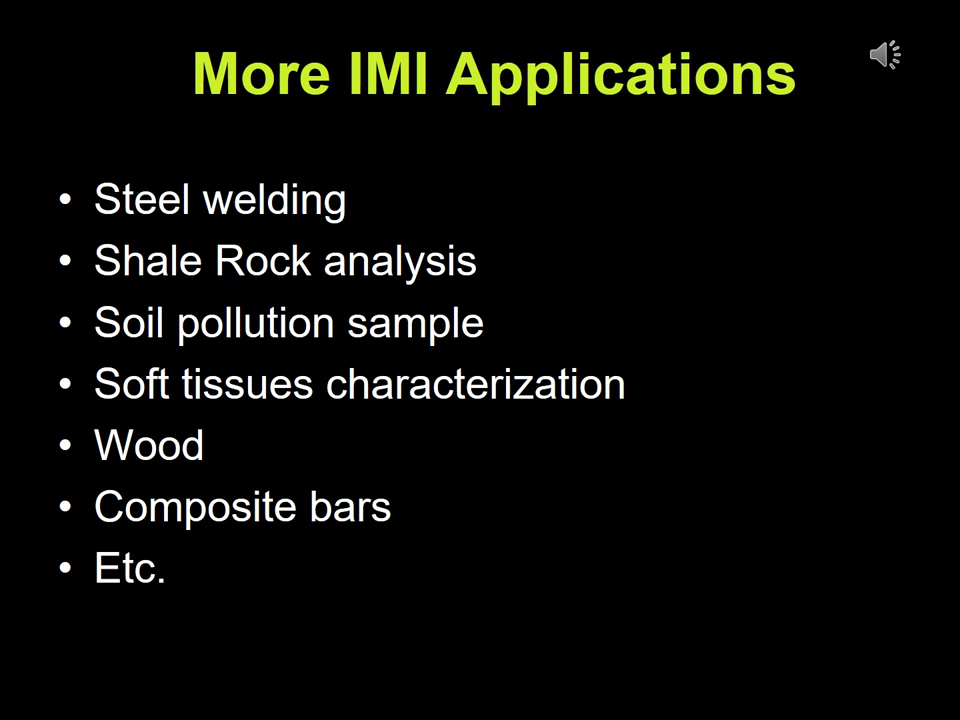 More IMI Applications
• Steel welding
• Shale Rock analysis
• Soil pollution sample
• Soft tissues characterization
• Wood
• Composite bars
• Etc.